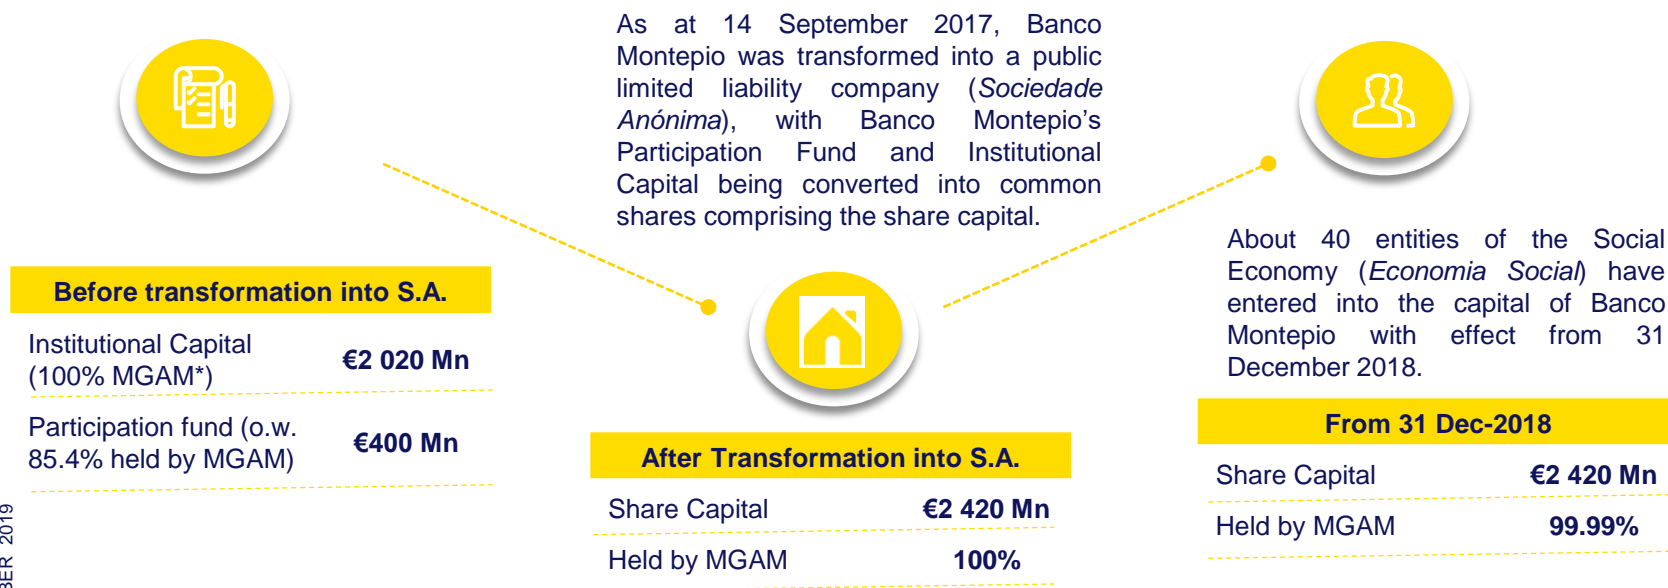 As at 14 September 2017, Banco
Montepio was transformed into a public
limited liability company (Sociedade
Anónima), with Banco Montepio’s
Participation Fund and Institutional
Capital being converted into common
shares comprising the share capital.
Before transformation into S.A.
Institutional Capital
(100% MGAM*)
€2 020 Mn
Participation fund (o.w.
85.4% held by MGAM)
€400 Mn
After Transformation into S.A.
Share Capital €2 420 Mn
Held by MGAM 100%
About 40 entities of the Social
Economy (Economia Social) have
entered into the capital of Banco
Montepio with effect from 31
December 2018.
From 31 Dec-2018
Share Capital €2 420 Mn
Held by MGAM 99.99%
2019